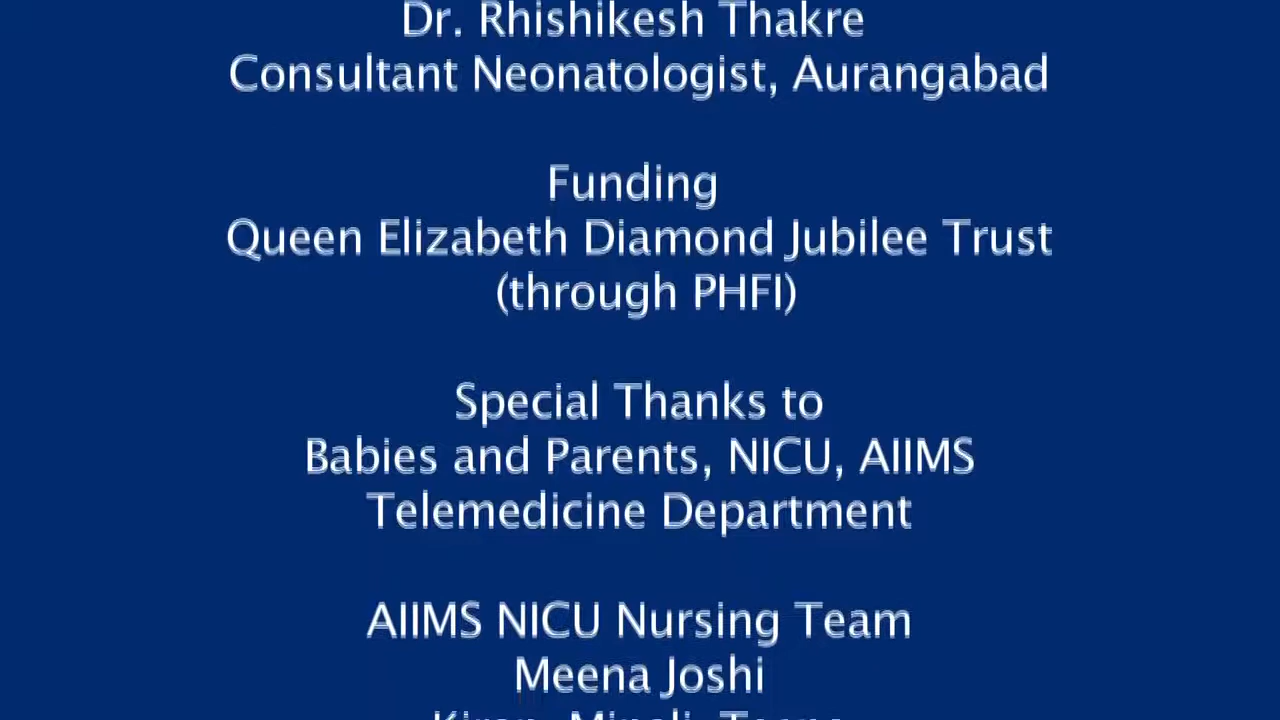 Dr. Rhishikesh Thakre
Consultant Neonatologist, Aurangabad
Funding
Queen Elizabeth Diamond Jubilee Trust
(through PHFI)
Special Thanks to
Babies and Parents, NICU, AIIMS
Telemedicine Department
AIIMS NICU Nursing Team
Meena Joshi